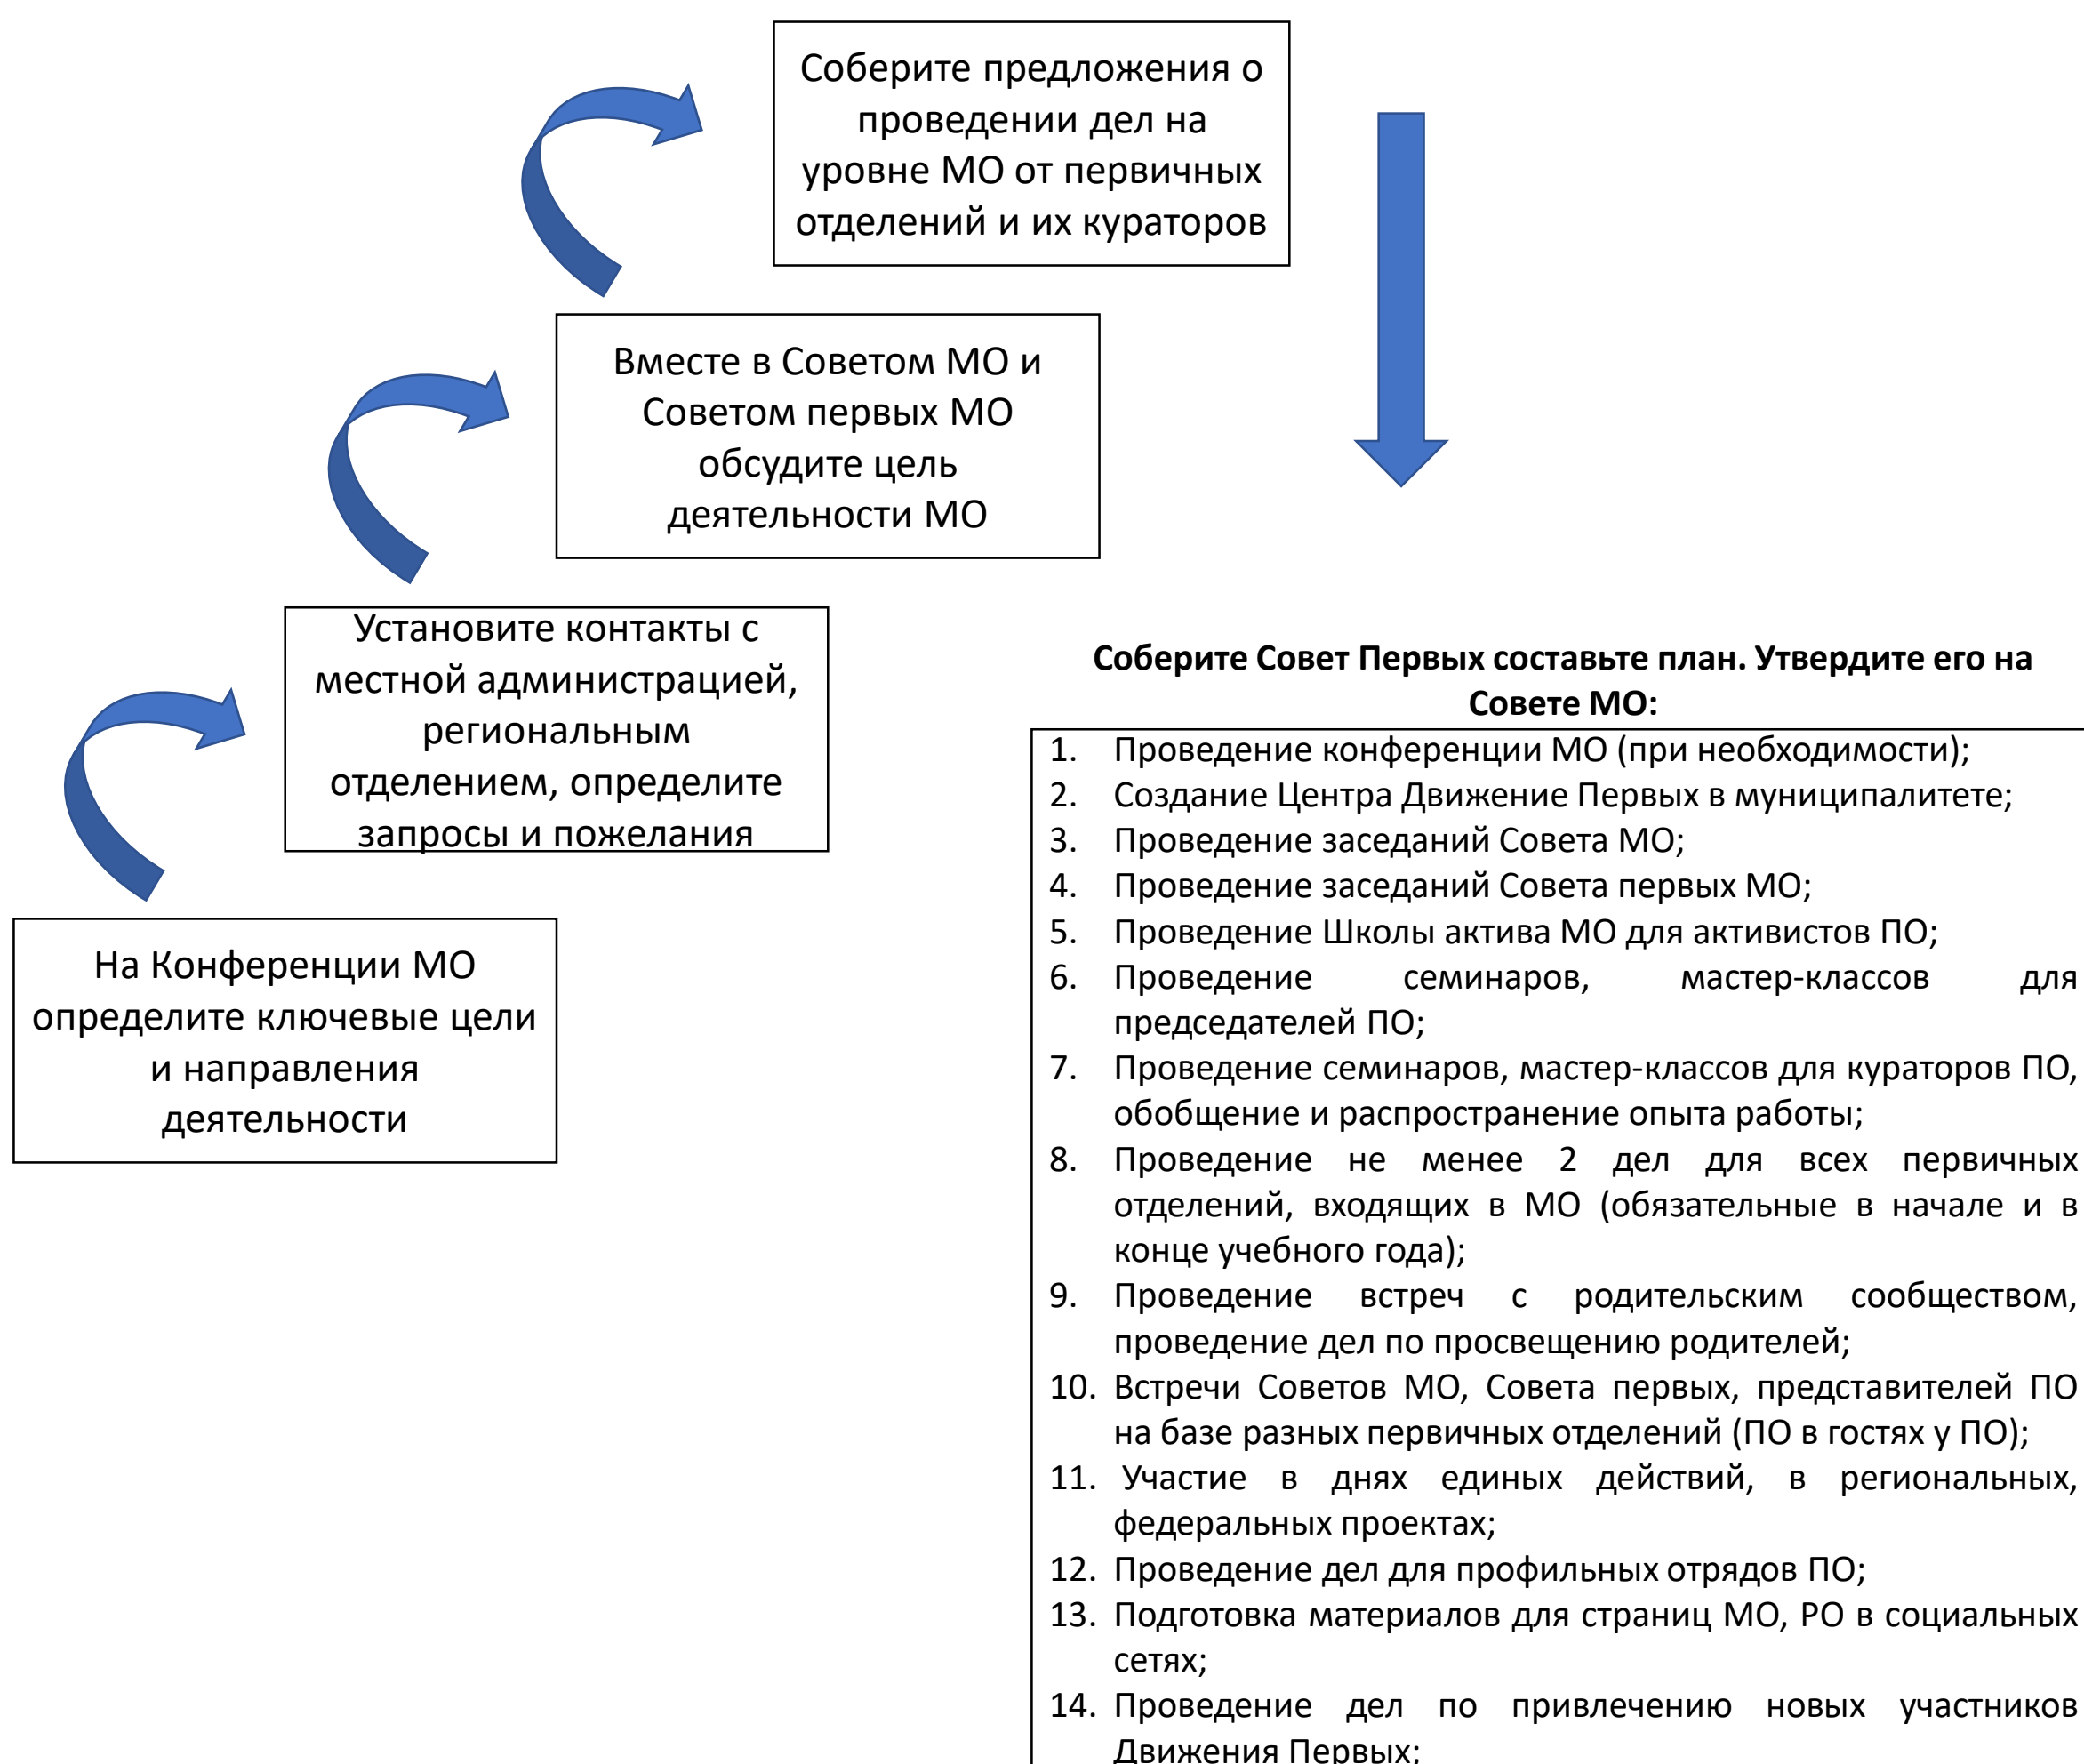 Соберите предложения о
проведении дел на
уровне МО от первичных
отделений и их кураторов
Вместе в Советом МО и
Советом первых МО
обсудите цель
деятельности МО
Установите контакты с
местной администрацией,
региональным
отделением, определите
запросы и пожелания
На Конференции МО
определите ключевые цели
и направления
деятельности
Соберите Совет Первых составьте план. Утвердите его на
Совете МО:
1. Проведение конференции МО (при необходимости);
2. Создание Центра Движение Первых в муниципалитете;
3. Проведение заседаний Совета МО;
4. Проведение заседаний Совета первых МО;
5. Проведение Школы актива МО для активистов ПО;
6. Проведение семинаров, мастер-классов для
председателей ПО;
7. Проведение семинаров, мастер-классов для кураторов ПО,
обобщение и распространение опыта работы;
8. Проведение не менее 2 дел для всех первичных
отделений, входящих в МО (обязательные в начале и в
конце учебного года);
9. Проведение встреч с родительским сообществом,
проведение дел по просвещению родителей;
10. Встречи Советов МО, Совета первых, представителей ПО
на базе разных первичных отделений (ПО в гостях у ПО);
11. Участие в днях единых действий, в региональных,
федеральных проектах;
12. Проведение дел для профильных отрядов ПО;
13. Подготовка материалов для страниц МО, РО в социальных
сетях;
14. Проведение дел по привлечению новых участников
Движения Первых;